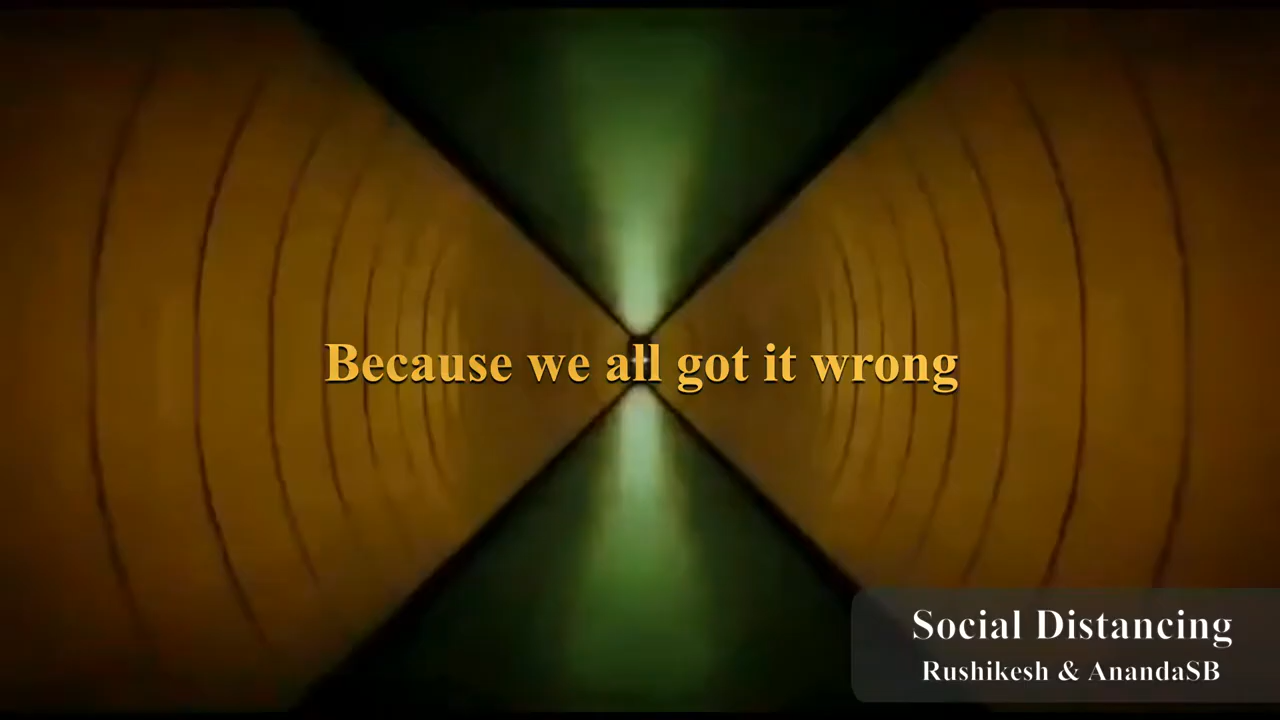 Because we all got it wrong
Social Distancing
Rushikesh & AnandaSB